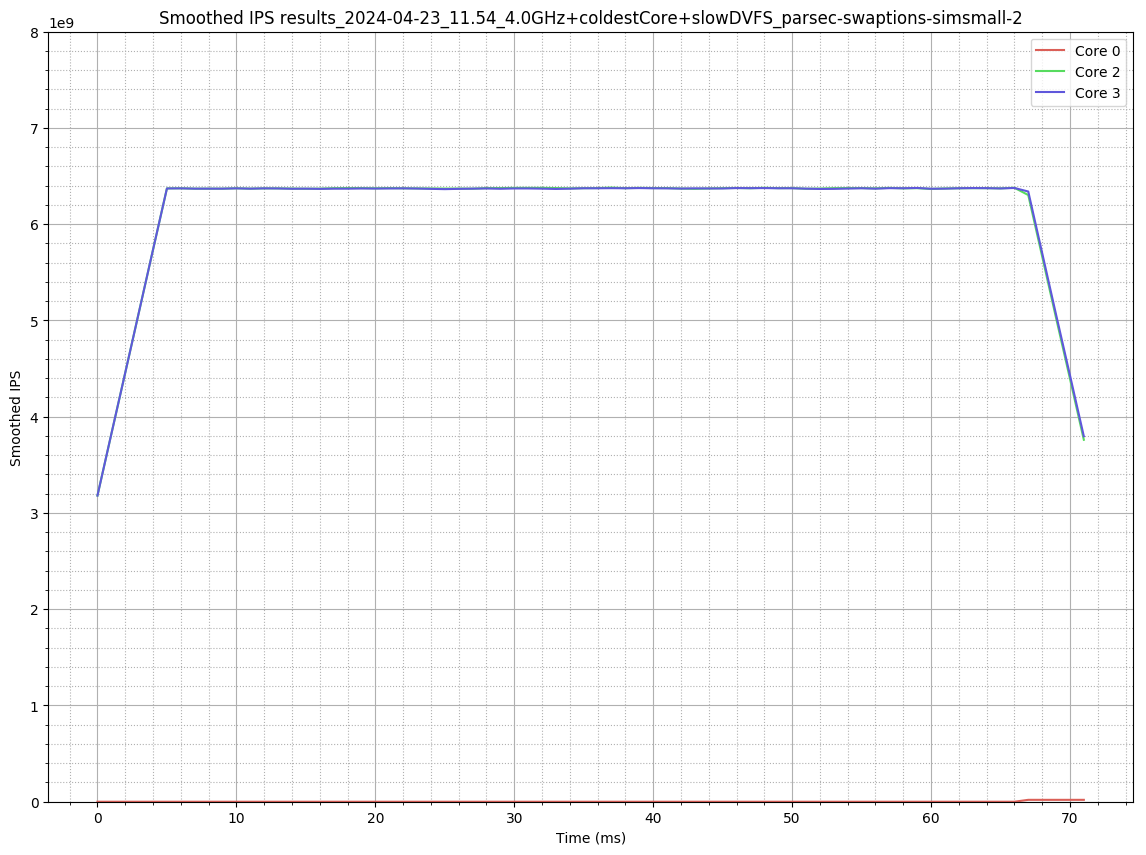 Smoothed IPS results_2024-04-23_11.54_4.0GHz+coldestCore+slowDVFS_parsec-swaptions-simsmall-2
1e9
Core 0
Core 2
Core 3
8
7
6
5
4
3
2
1
0
Smoothed IPS
0 10 20 30 40 50 60 70
Time (ms)